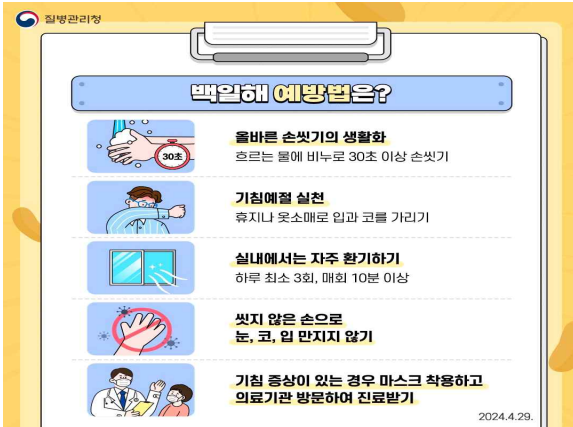 질병관리청
백일해 예방법은?
30초
올바른 손씻기의 생활화
흐르는 물에 비누로 30초 이상 손씻기
기침예절 실천
휴지나 옷소매로 입과 코를 가리기
실내에서는 자주 환기하기
하루 최소 3회, 매회 10분 이상
씻지 않은 손으로
눈, 코, 입 만지지 않기
기침 증상이 있는 경우 마스크 착용하고
의료기관 방문하여 진료받기
2024.4.29.